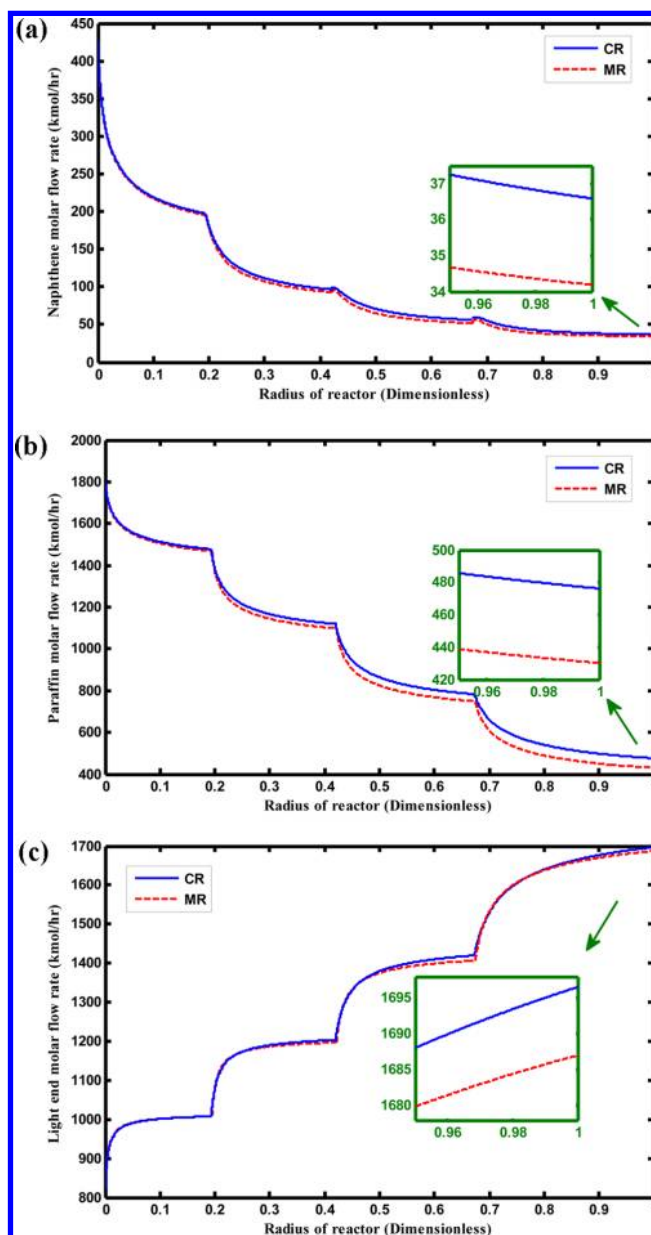 (a)
450
400
350
300
250
200
150
100
50
0
Naphthene molar flow rate (kmol/hr)
CR
MR
37
36
35
34
0.96 0.98 1
0 0.1 0.2 0.3 0.4 0.5 0.6 0.7 0.8 0.9
Radius of reactor (Dimensionless)
(b)
2000
1800
1600
1400
1200
1000
800
600
400
Paraffin molar flow rate (kmol/hr)
CR
MR
500
480
460
440
420
0.96 0.98 1
0 0.1 0.2 0.3 0.4 0.5 0.6 0.7 0.8 0.9
Radius of reactor (Dimensionless)
(c)
1700
1600
1500
1400
1300
1200
1100
1000
900
800
Light end molar flow rate (kmol/hr)
CR
MR
1695
1690
1685
1680
0.96 0.98 1
0 0.1 0.2 0.3 0.4 0.5 0.6 0.7 0.8 0.9
Radius of reactor (Dimensionless)